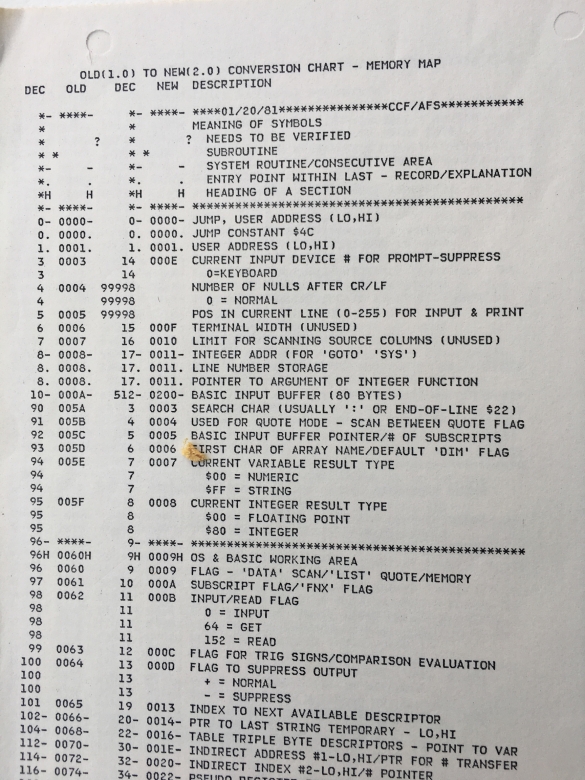 OLD(1.0) TO NEW(2.0) CONVERSION CHART - MEMORY MAP
DEC OLD DEC NEW DESCRIPTION
*- ****- *- ****- ****01/20/81***************CCF/AFS***********
* * MEANING OF SYMBOLS
* ? * ? NEEDS TO BE VERIFIED
* * * * SUBROUTINE
*- - *- - SYSTEM ROUTINE/CONSECUTIVE AREA
*. . *. . ENTRY POINT WITHIN LAST - RECORD/EXPLANATION
*H H *H H HEADING OF A SECTION
*- ****- *- ****- **********************************************
0- 0000- 0- 0000- JUMP, USER ADDRESS (LO,HI)
0. 0000. 0. 0000. JUMP CONSTANT $4C
1. 0001. 1. 0001. USER ADDRESS (LO,HI)
3 0003 14 000E CURRENT INPUT DEVICE # FOR PROMPT-SUPPRESS
3 14 0=KEYBOARD
4 0004 99998 NUMBER OF NULLS AFTER CR/LF
4 99998 0 = NORMAL
5 0005 99998 POS IN CURRENT LINE (0-255) FOR INPUT & PRINT
6 0006 15 000F TERMINAL WIDTH (UNUSED)
7 0007 16 0010 LIMIT FOR SCANNING SOURCE COLUMNS (UNUSED)
8- 0008- 17- 0011- INTEGER ADDR (FOR 'GOTO' 'SYS')
8. 0008. 17. 0011. LINE NUMBER STORAGE
8. 0008. 17. 0011. POINTER TO ARGUMENT OF INTEGER FUNCTION
10- 000A- 512- 0200- BASIC INPUT BUFFER (80 BYTES)
90 005A 3 0003 SEARCH CHAR (USUALLY ':' OR END-OF-LINE $22)
91 005B 4 0004 USED FOR QUOTE MODE - SCAN BETWEEN QUOTE FLAG
92 005C 5 0005 BASIC INPUT BUFFER POINTER/# OF SUBSCRIPTS
93 005D 6 0006 FIRST CHAR OF ARRAY NAME/DEFAULT 'DIM' FLAG
94 005E 7 0007 CURRENT VARIABLE RESULT TYPE
94 7 $00 = NUMERIC
94 7 $FF = STRING
95 005F 8 0008 CURRENT INTEGER RESULT TYPE
95 8 $00 = FLOATING POINT
95 8 $80 = INTEGER
96- ****- 9- ****- **********************************************
96H 0060H 9H 0009H OS & BASIC WORKING AREA
96 0060 9 0009 FLAG - 'DATA' SCAN/'LIST' QUOTE/MEMORY
97 0061 10 000A SUBSCRIPT FLAG/'FNX' FLAG
98 0062 11 000B INPUT/READ FLAG
98 11 0 = INPUT
98 11 64 = GET
98 11 152 = READ
99 0063 12 000C FLAG FOR TRIG SIGNS/COMPARISON EVALUATION
100 0064 13 000D FLAG TO SUPPRESS OUTPUT
100 13 + = NORMAL
100 13 - = SUPPRESS
101 0065 19 0013 INDEX TO NEXT AVAILABLE DESCRIPTOR
102- 0066- 20- 0014- PTR TO LAST STRING TEMPORARY - LO,HI
104- 0068- 22- 0016- TABLE TRIPLE BYTE DESCRIPTORS - POINT TO VAR
112- 0070- 30- 001E- INDIRECT ADDRESS #1-LO,HI/PTR FOR # TRANSFER
114- 0072- 32- 0020- INDIRECT INDEX #2-LO,HI/# POINTER
116- 0074- 34- 0022- PSEUDO